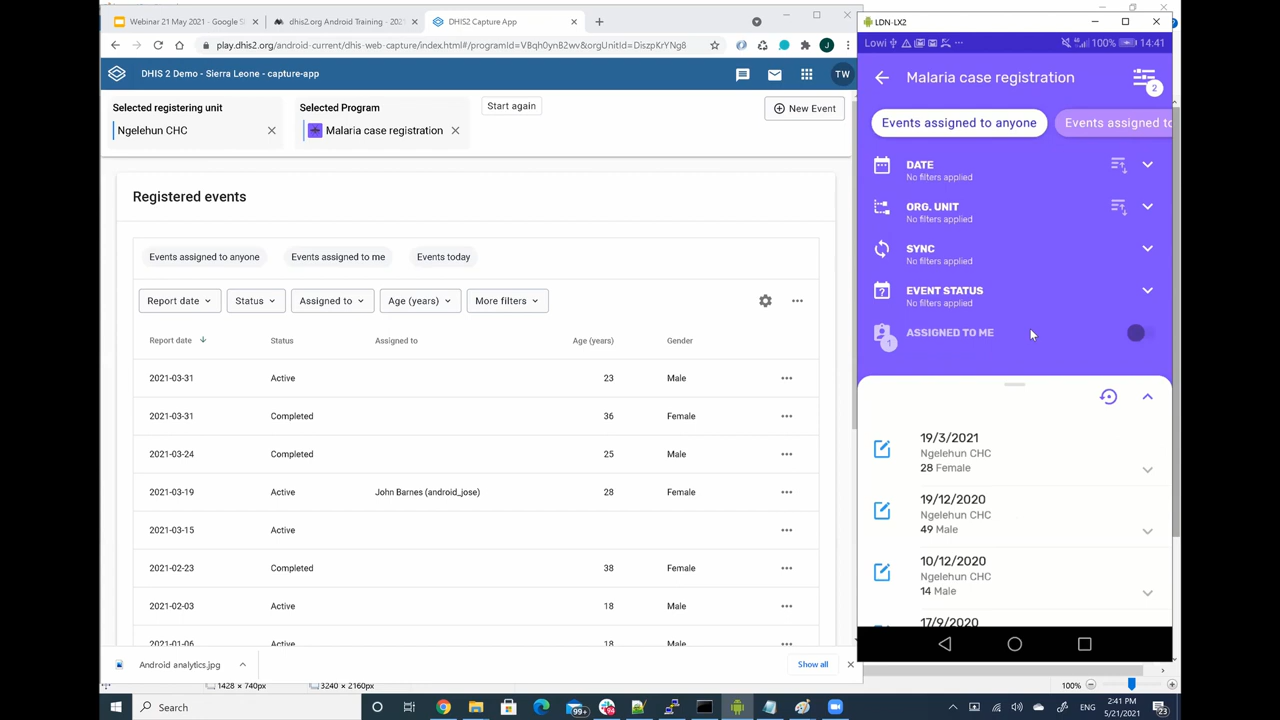 Webinar 21 May 2021 - Google S
dhis2.org Android Training - 202
DHIS2 Capture App
play.dhis2.org/android-current/dhis-web-capture/index.html#/programId=VBqh0ynB2wv&orgUnitId=DiszpKrYNg8
DHIS 2 Demo - Sierra Leone - capture-app
TW
Selected registering unit
Ngelehun CHC
Selected Program
Malaria case registration
Start again
New Event
Registered events
Events assigned to anyone
Events assigned to me
Events today
Report date
Status
Assigned to
Age (years)
More filters
Report date Status Assigned to Age (years) Gender
2021-03-31 Active 23 Male
2021-03-31 Completed 36 Female
2021-03-24 Completed 25 Male
2021-03-19 Active John Barnes (android_jose) 28 Female
2021-03-15 Active
2021-02-23 Completed 38 Female
2021-02-03 Active 18 Male
2021-01-06 Active 18 Male
Android analytics.jpg
Show all
1428 × 740px
3240 × 2160px
100%
LDN-LX2
Lowi
100% 14:41
Malaria case registration
2
Events assigned to anyone
Events assigned to
DATE
No filters applied
ORG. UNIT
No filters applied
SYNC
No filters applied
EVENT STATUS
No filters applied
ASSIGNED TO ME
1
19/3/2021
Ngelehun CHC
28 Female
19/12/2020
Ngelehun CHC
49 Male
10/12/2020
Ngelehun CHC
14 Male
17/9/2020
Search
99+
94
ENG
2:41 PM
5/21/2021
23